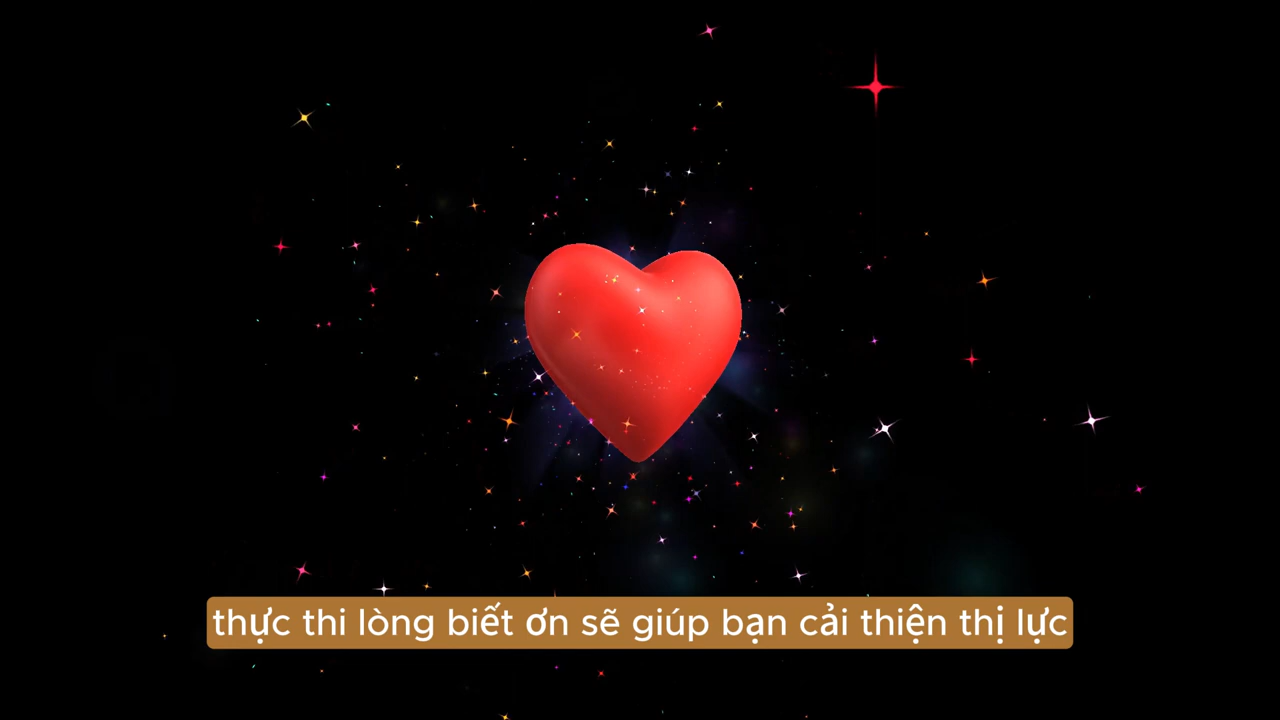 thực thi lòng biết ơn sẽ giúp bạn cải thiện thị lực